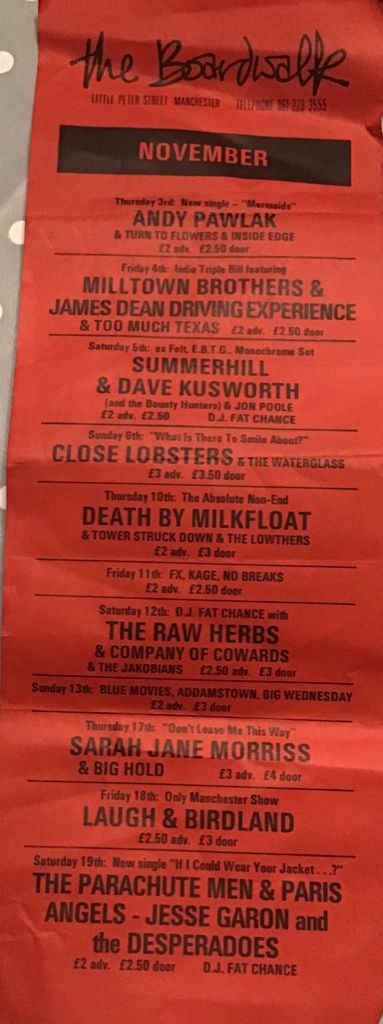 the Boardwalk
LITTLE PETER STREET MANCHESTER TELEPHONE 061-228 3555
NOVEMBER
Thursday 3rd: New single – "Mermaids"
ANDY PAWLAK
& TURN TO FLOWERS & INSIDE EDGE
£2 adv. £2.50 door
Friday 4th: India Triple Bill featuring
MILLTOWN BROTHERS &
JAMES DEAN DRIVING EXPERIENCE
& TOO MUCH TEXAS £2 adv. £2.50 door
Saturday 5th: ex Felt, E.B.T.G., Monochrome Set
SUMMERHILL
& DAVE KUSWORTH
(and the Bounty Hunters) & JON POOLE
£2 adv. £2.50 D.J. FAT CHANCE
Sunday 6th: "What Is There To Smile About?"
CLOSE LOBSTERS & THE WATERGLASS
£3 adv. £3.50 door
Thursday 10th: The Absolute Non-End
DEATH BY MILKFLOAT
& TOWER STRUCK DOWN & THE LOWTHERS
£2 adv. £3 door
Friday 11th: FX, KAGE, NO BREAKS
£2 adv. £2.50 door
Saturday 12th: D.J. FAT CHANCE with
THE RAW HERBS
& COMPANY OF COWARDS
& THE JAKOBIANS £2.50 adv. £3 door
Sunday 13th: BLUE MOVIES, ADDAMSTOWN, BIG WEDNESDAY
£2 adv. £3 door
Thursday 17th: "Don't Leave Me This Way"
SARAH JANE MORRISS
& BIG HOLD £3 adv. £4 door
Friday 18th: Only Manchester Show
LAUGH & BIRDLAND
£2.50 adv. £3 door
Saturday 19th: New single "If I Could Wear Your Jacket . . .?"
THE PARACHUTE MEN & PARIS
ANGELS - JESSE GARON and
the DESPERADOES
£2 adv. £2.50 door D.J. FAT CHANCE